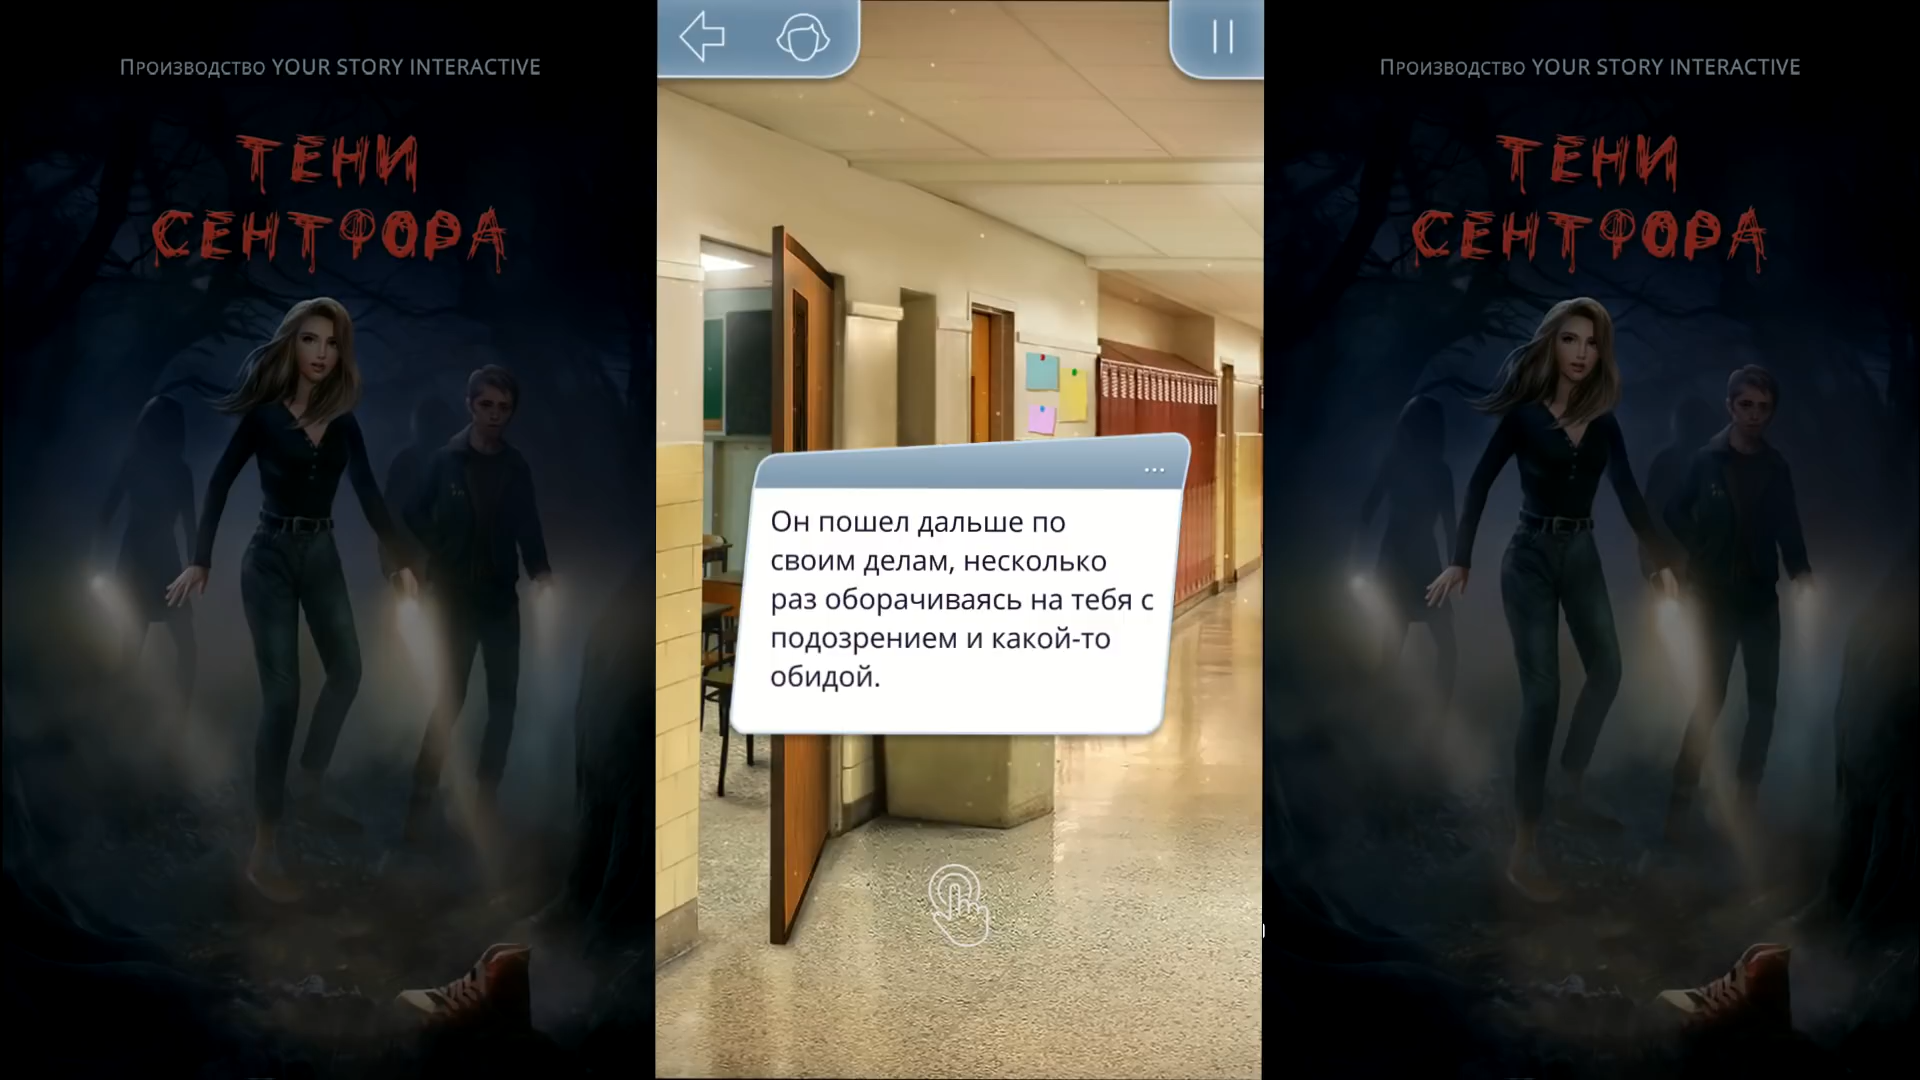 Производство YOUR STORY INTERACTIVE
ТЕНИ
СЕНТФОРА
...
Он пошел дальше по
своим делам, несколько
раз оборачиваясь на тебя с
подозрением и какой-то
обидой.
Производство YOUR STORY INTERACTIVE
ТЕНИ
СЕНТФОРА